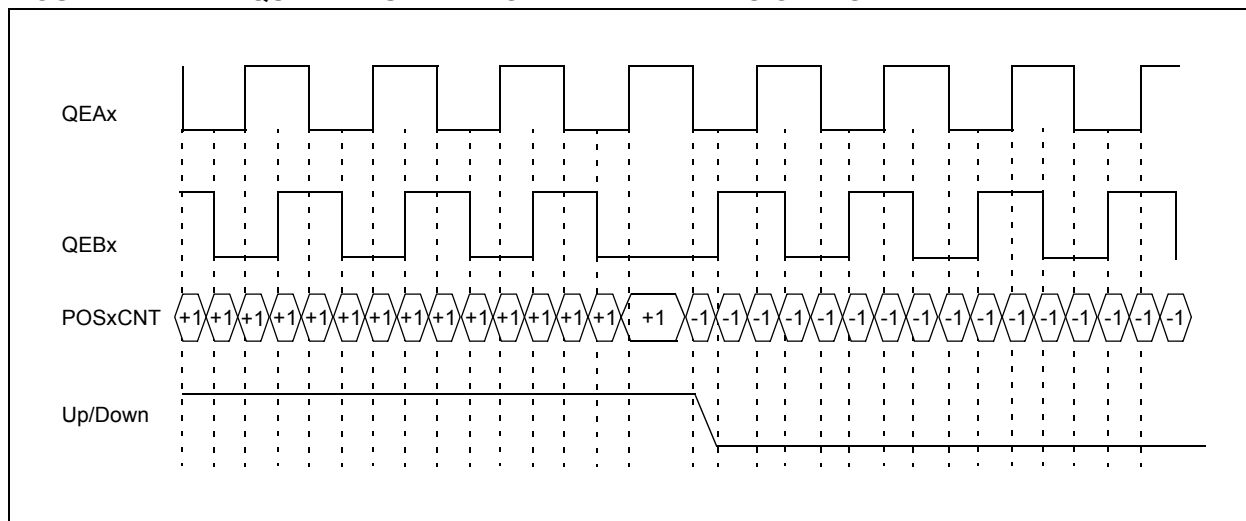 QEAx
QEBx
POSxCNT +1 +1 +1 +1 +1 +1 +1 +1 +1 +1 +1 +1 +1 +1 +1 -1 -1 -1 -1 -1 -1 -1 -1 -1 -1 -1 -1 -1 -1 -1 -1
Up/Down